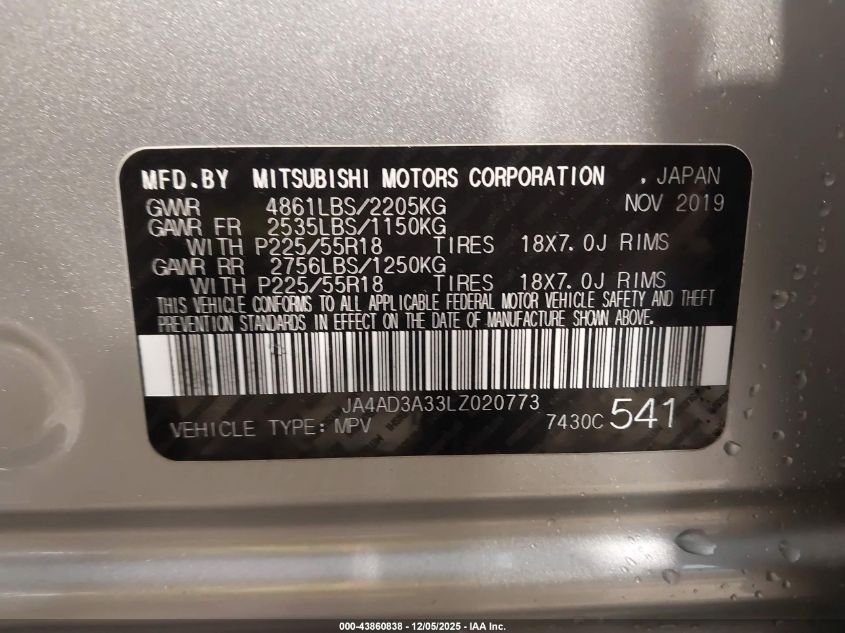 MFD.BY MITSUBISHI MOTORS CORPORATION , JAPAN
GVWR 4861LBS/2205KG NOV 2019
GAWR FR 2535LBS/1150KG
WITH P225/55R18 TIRES 18X7.0J RIMS
GAWR RR 2756LBS/1250KG
WITH P225/55R18 TIRES 18X7.0J RIMS
THIS VEHICLE CONFORMS TO ALL APPLICABLE FEDERAL MOTOR VEHICLE SAFETY AND THEFT
PREVENTION STANDARDS IN EFFECT ON THE DATE OF MANUFACTURE SHOWN ABOVE.
JA4AD3A33LZ020773
VEHICLE TYPE: MPV 7430C 541
000-43860838 - 12/05/2025 - IAA Inc.